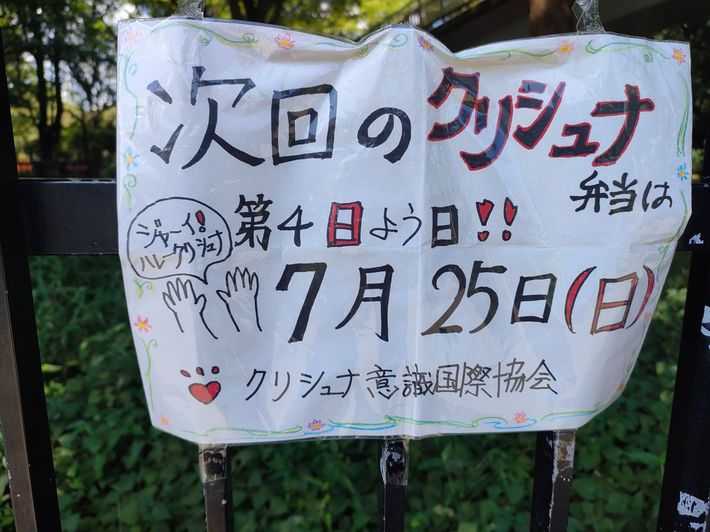 次回のクリシュナ
弁当は
第4日よう日!!
ジャーイ!
ハレークリシュナ
7月25日(日)
クリシュナ意識国際協会